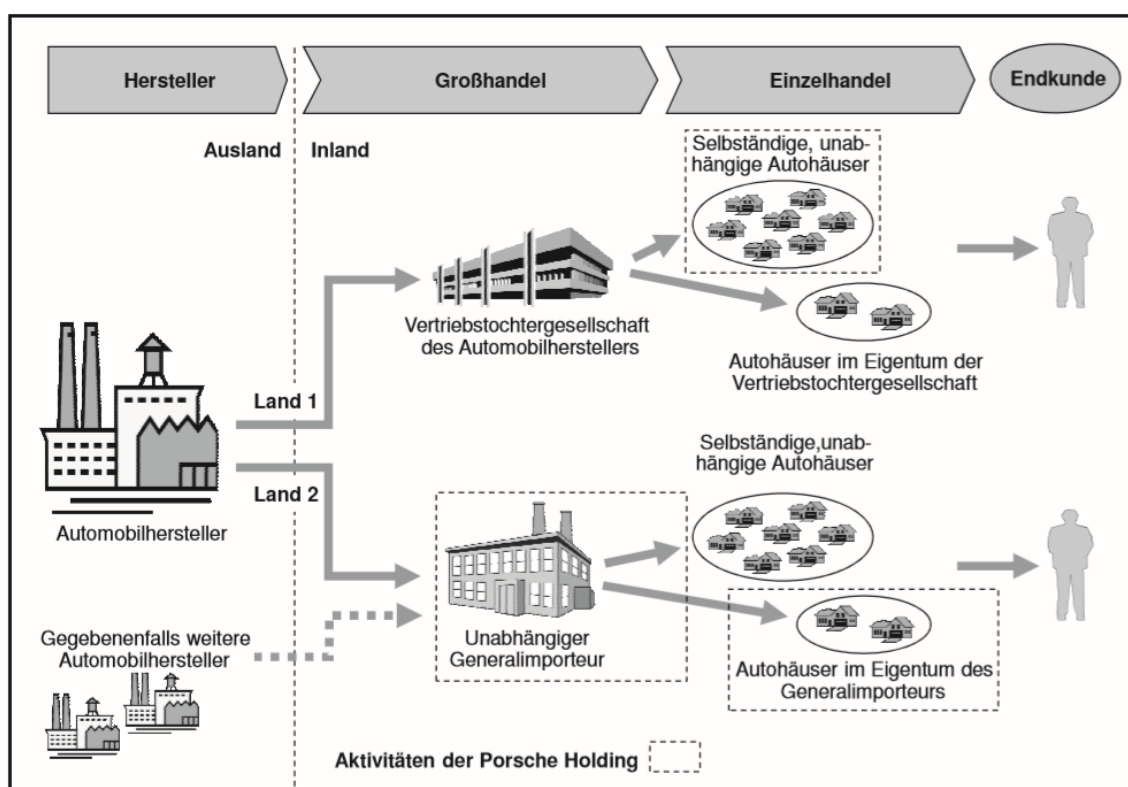 Hersteller
Großhandel
Einzelhandel
Endkunde
Ausland
Inland
Selbständige, unab-
hängige Autohäuser
Vertriebstochtergesellschaft
des Automobilherstellers
Autohäuser im Eigentum der
Vertriebstochtergesellschaft
Land 1
Selbständige,unab-
hängige Autohäuser
Land 2
Automobilhersteller
Gegebenenfalls weitere
Automobilhersteller
Unabhängiger
Generalimporteur
Autohäuser im Eigentum des
Generalimporteurs
Aktivitäten der Porsche Holding